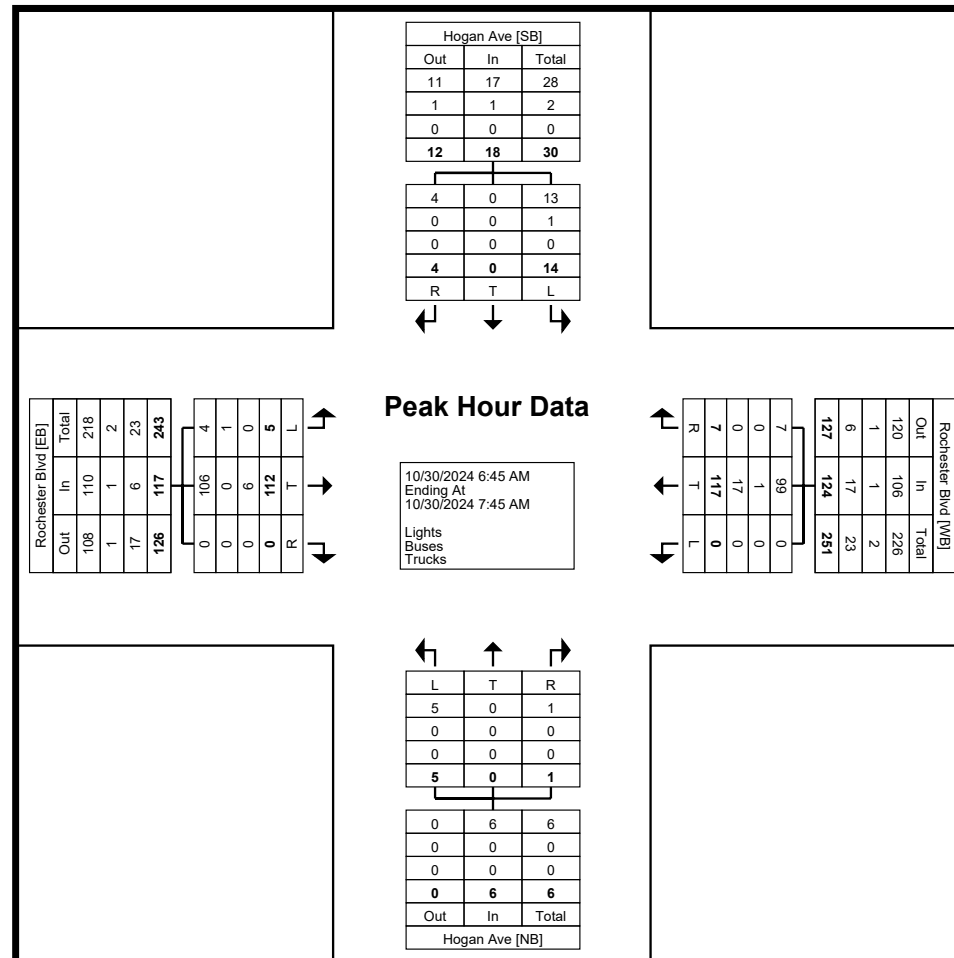 Hogan Ave [SB]
Out In Total
11 17 28
1 1 2
0 0 0
12 18 30
4 0 13
0 0 1
0 0 0
4 0 14
R T L
Rochester Blvd [EB]
Out In Total
108 110 218
1 1 2
17 6 23
126 117 243
0 106 4
0 0 1
0 6 0
0 112 5
R T L
Peak Hour Data
10/30/2024 6:45 AM
Ending At
10/30/2024 7:45 AM
Lights
Buses
Trucks
Rochester Blvd [WB]
Out In Total
120 106 226
1 1 2
6 17 23
127 124 251
7 99 0
0 1 0
0 17 0
7 117 0
R T L
L T R
5 0 1
0 0 0
0 0 0
5 0 1
0 6 6
0 0 0
0 0 0
0 6 6
Out In Total
Hogan Ave [NB]